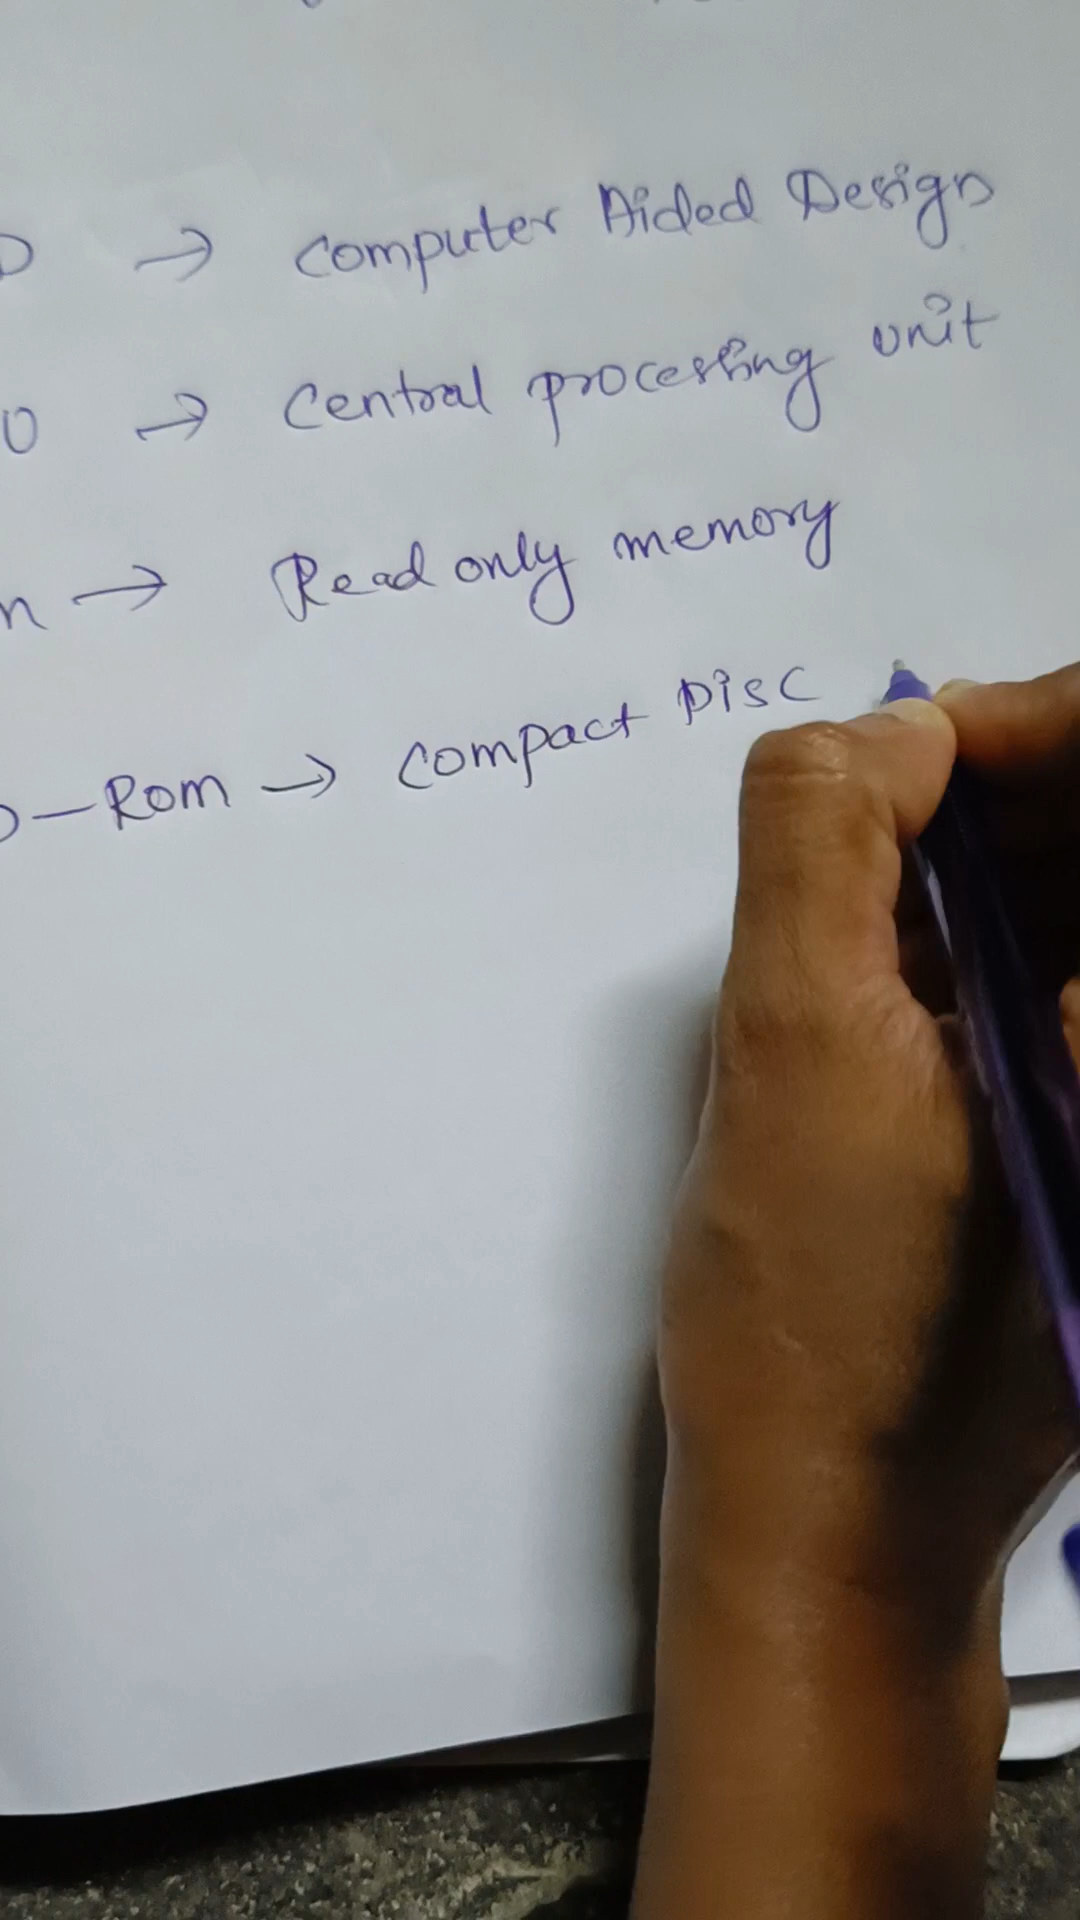 D → Computer Aided Design
U → Central processing unit
m → Read only memory
D - Rom → Compact Disc